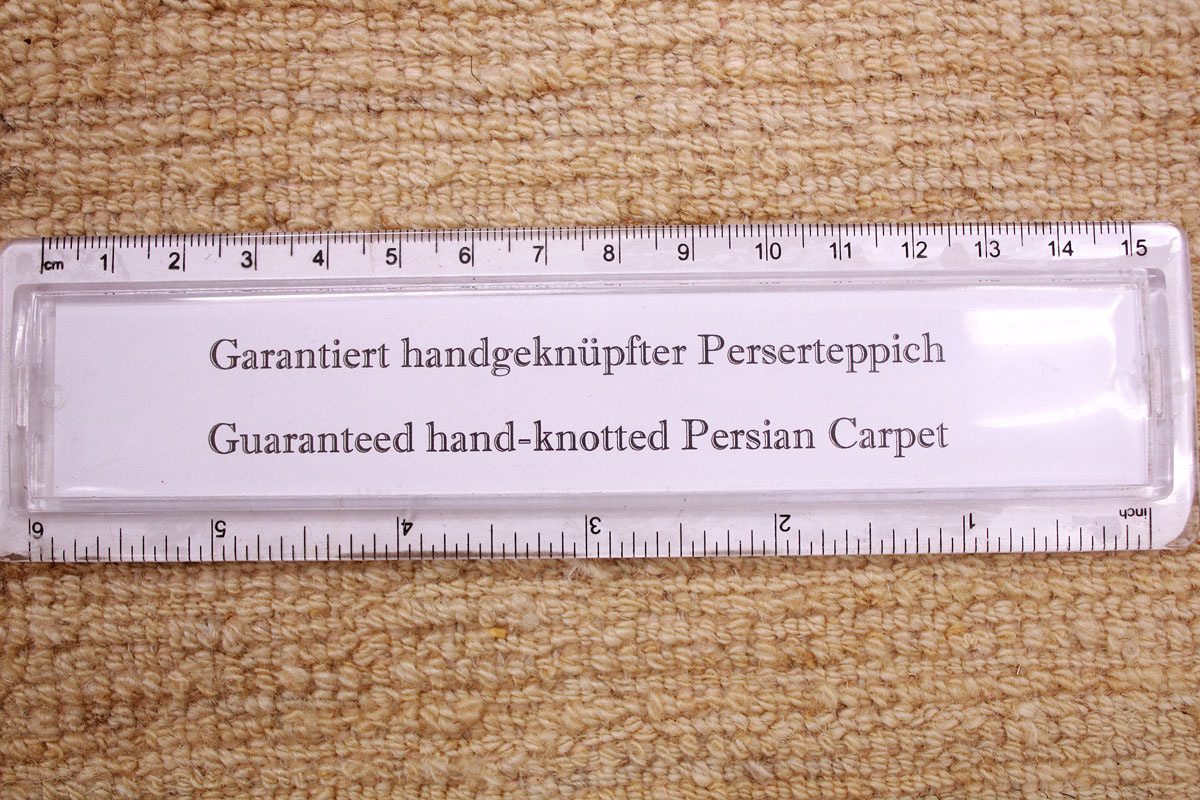 cm 1 2 3 4 5 6 7 8 9 10 11 12 13 14 15
Garantiert handgeknüpfter Perserteppich
Guaranteed hand-knotted Persian Carpet
6 5 4 3 2 1 inch